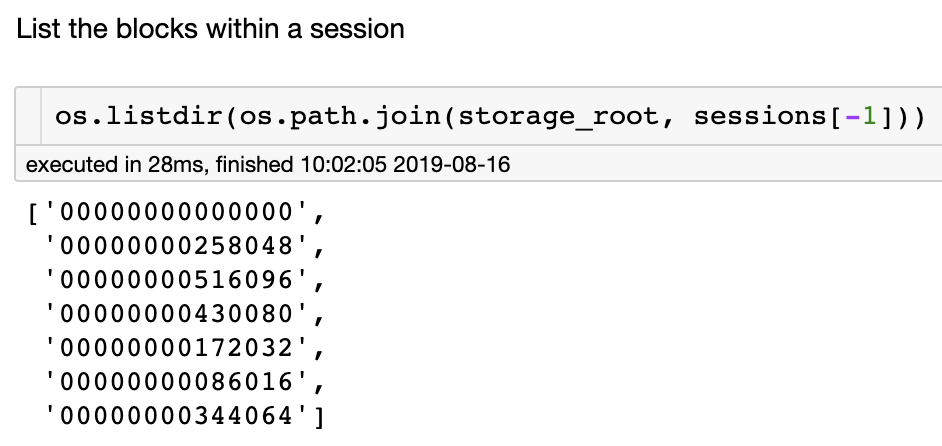 List the blocks within a session
os.listdir(os.path.join(storage_root, sessions[-1]))
executed in 28ms, finished 10:02:05 2019-08-16
['00000000000000',
'00000000258048',
'00000000516096',
'00000000430080',
'00000000172032',
'00000000086016',
'00000000344064']